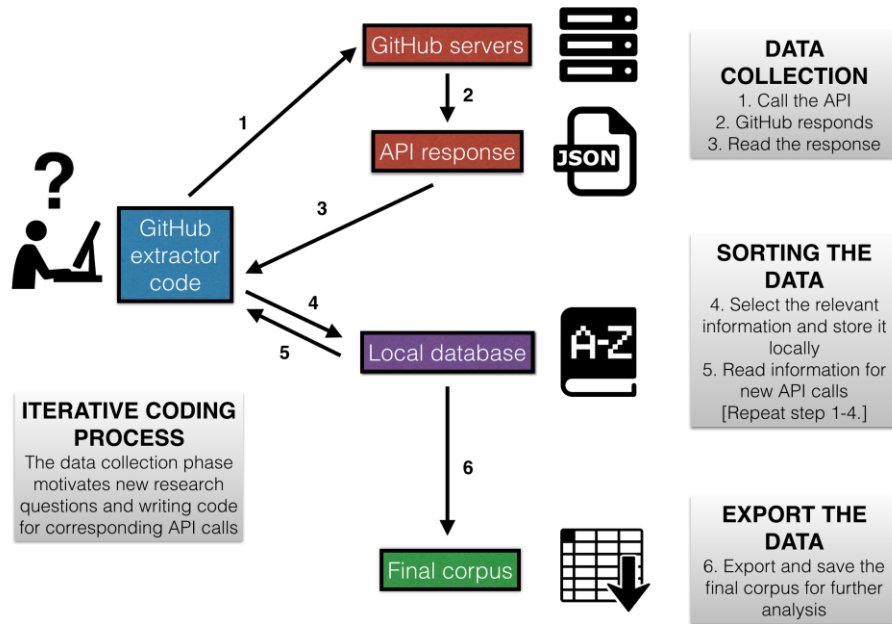 GitHub servers
DATA
COLLECTION
1. Call the API
2. GitHub responds
3. Read the response
1
2
API response
JSON
?
3
GitHub
extractor
code
SORTING THE
DATA
4. Select the relevant
information and store it
locally
5. Read information for
new API calls
[Repeat step 1-4.]
4
5
Local database
A-Z
ITERATIVE CODING
PROCESS
The data collection phase
motivates new research
questions and writing code
for corresponding API calls
6
EXPORT THE
DATA
6. Export and save the
final corpus for further
analysis
Final corpus